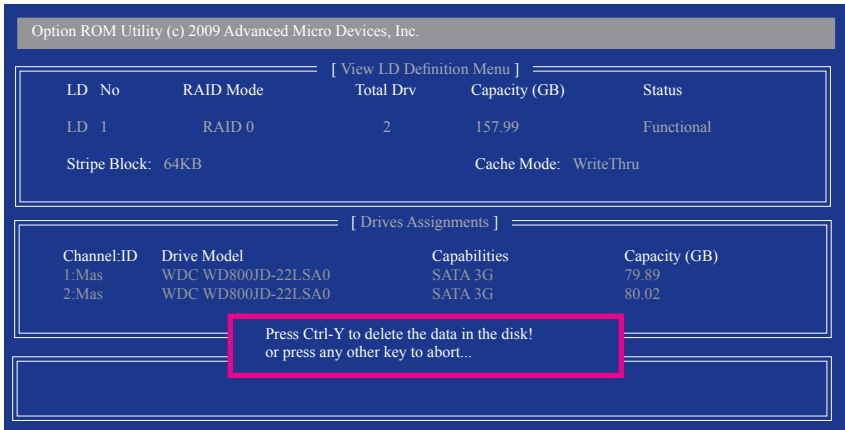 Option ROM Utility (c) 2009 Advanced Micro Devices, Inc.
[ View LD Definition Menu ]
LD No RAID Mode Total Drv Capacity (GB) Status
LD 1 RAID 0 2 157.99 Functional
Stripe Block: 64KB Cache Mode: WriteThru
[ Drives Assignments ]
Channel:ID Drive Model Capabilities Capacity (GB)
1:Mas WDC WD800JD-22LSA0 SATA 3G 79.89
2:Mas WDC WD800JD-22LSA0 SATA 3G 80.02
Press Ctrl-Y to delete the data in the disk!
or press any other key to abort...